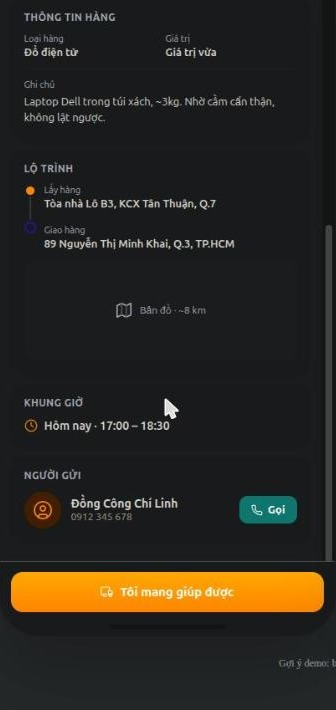 THÔNG TIN HÀNG
Loại hàng
Giá trị
Đồ điện tử
Giá trị vừa
Ghi chú
Laptop Dell trong túi xách, ~3kg. Nhờ cầm cẩn thận,
không lật ngược.
LỘ TRÌNH
Lấy hàng
Tòa nhà Lô B3, KCX Tân Thuận, Q.7
Giao hàng
89 Nguyễn Thị Minh Khai, Q.3, TP.HCM
Bản đồ · ~8 km
KHUNG GIỜ
Hôm nay · 17:00 – 18:30
NGƯỜI GỬI
Đồng Công Chí Linh
0912 345 678
Gọi
Tôi mang giúp được
Gợi ý demo: